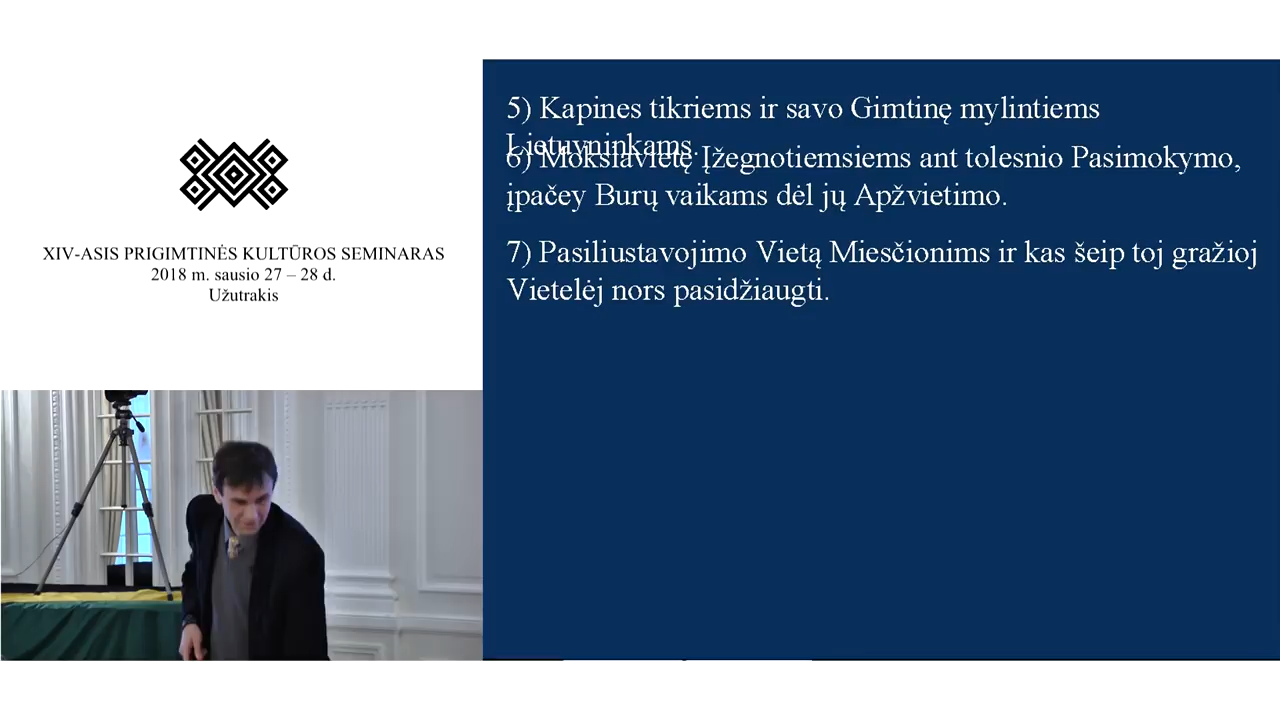 XIV-ASIS PRIGIMTINĖS KULTŪROS SEMINARAS
2018 m. sausio 27 – 28 d.
Užutrakis
5) Kapines tikriems ir savo Gimtinę mylintiems
Lietuvninkams.
6) Mokslavietę Įžegnotiemsiems ant tolesnio Pasimokymo,
įpačey Burų vaikams dėl jų Apžvietimo.
7) Pasiliustavojimo Vietą Miesčionims ir kas šeip toj gražioj
Vietelėj nors pasidžiaugti.